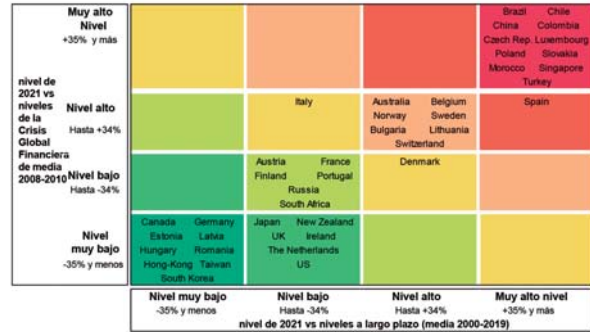 Muy alto
Nivel
+35% y más
Brazil Chile
China Colombia
Czech Rep. Luxembourg
Poland Slovakia
Morocco Singapore
Turkey
nivel de
2021 vs
niveles
de la
Crisis
Global
Financiera
de media
2008-2010
Nivel alto
Hasta +34%
Italy
Australia Belgium
Norway Sweden
Bulgaria Lithuania
Switzerland
Spain
Nivel bajo
Hasta -34%
Austria France
Finland Portugal
Russia
South Africa
Denmark
Nivel
muy bajo
-35% y menos
Canada Germany
Estonia Latvia
Hungary Romania
Hong-Kong Taiwan
South Korea
Japan New Zealand
UK Ireland
The Netherlands
US
Nivel muy bajo Nivel bajo Nivel alto Muy alto nivel
-35% y menos Hasta -34% Hasta +34% +35% y más
nivel de 2021 vs niveles a largo plazo (media 2000-2019)